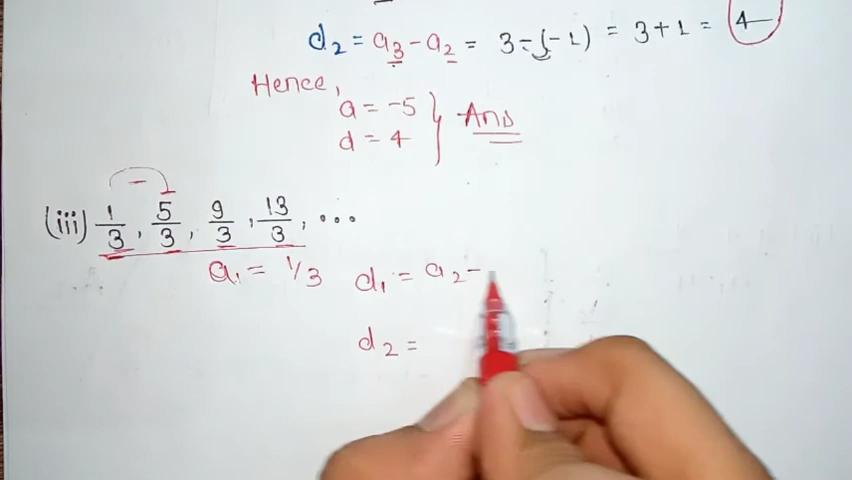 d₂ = a₃ - a₂ = 3 - (-1) = 3 + 1 = 4
Hence,
a = -5
d = 4 } Ans
(iii) 1/3, 5/3, 9/3, 13/3, ...
a₁ = 1/3 d₁ = a₂ -
d₂ =